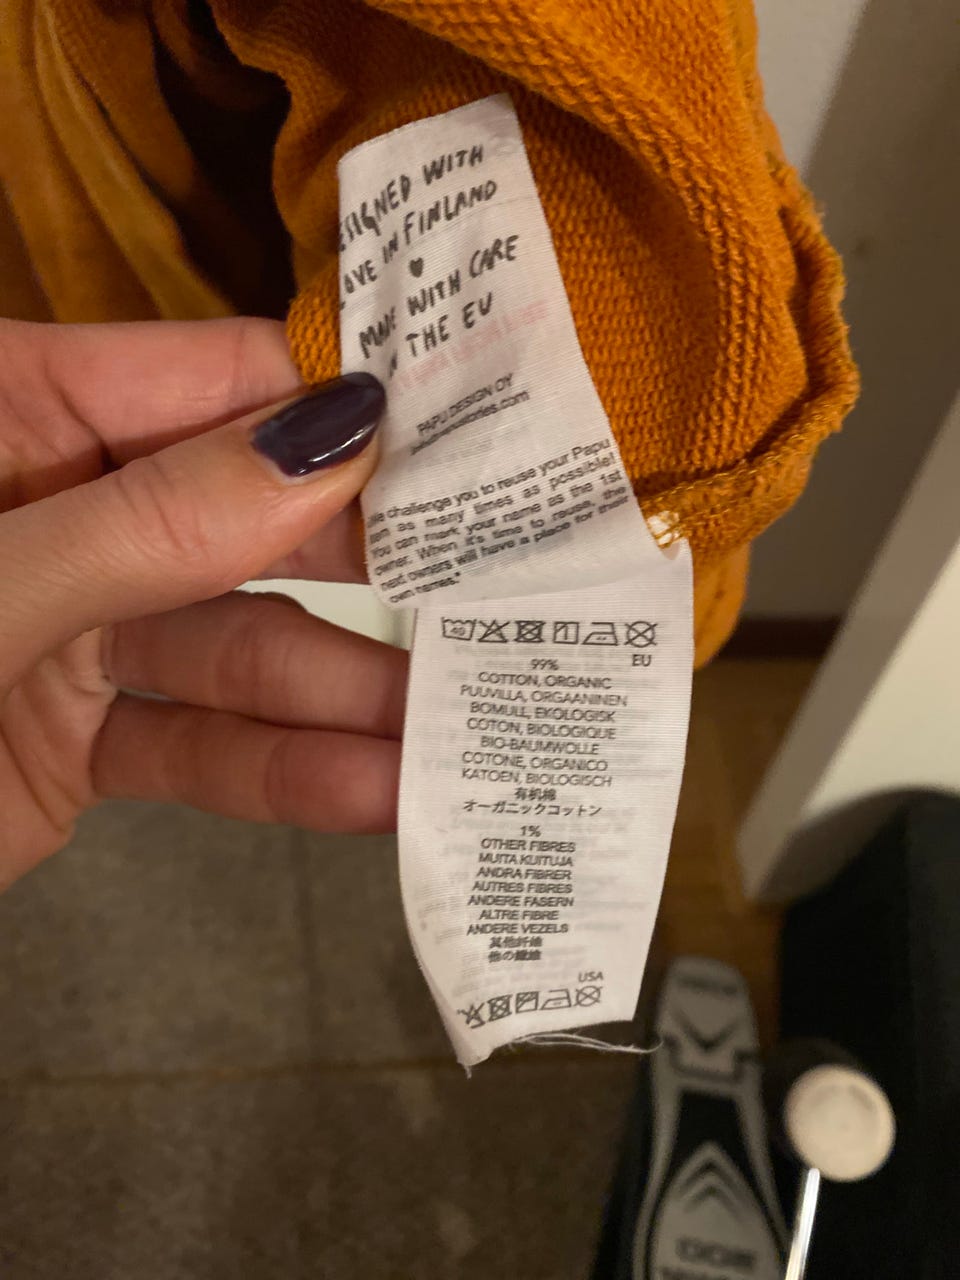 DESIGNED WITH
LOVE IN FINLAND
MADE WITH CARE
IN THE EU
PAPU DESIGN OY
We challenge you to reuse your Papu
item as many times as possible!
You can mark your name as the 1st
owner. When it's time to reuse, the
next owners will have a place for their
own names."
40
EU
99%
COTTON, ORGANIC
PUUVILLA, ORGAANINEN
BOMULL, EKOLOGISK
COTON, BIOLOGIQUE
BIO-BAUMWOLLE
COTONE, ORGANICO
KATOEN, BIOLOGISCH
有机棉
オーガニックコットン
1%
OTHER FIBRES
MUITA KUITUJA
ANDRA FIBRER
AUTRES FIBRES
ANDERE FASERN
ALTRE FIBRE
ANDERE VEZELS
其他纤维
他の繊維
USA